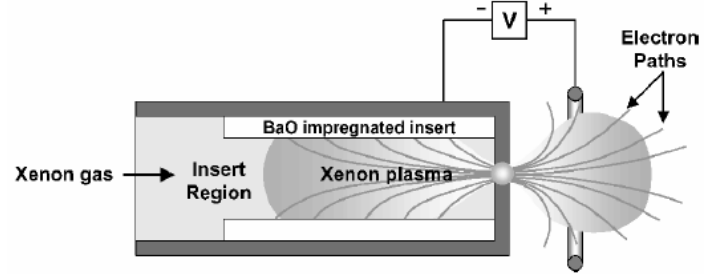 − V +
Electron
Paths
BaO impregnated insert
Xenon gas
Insert
Region
Xenon plasma